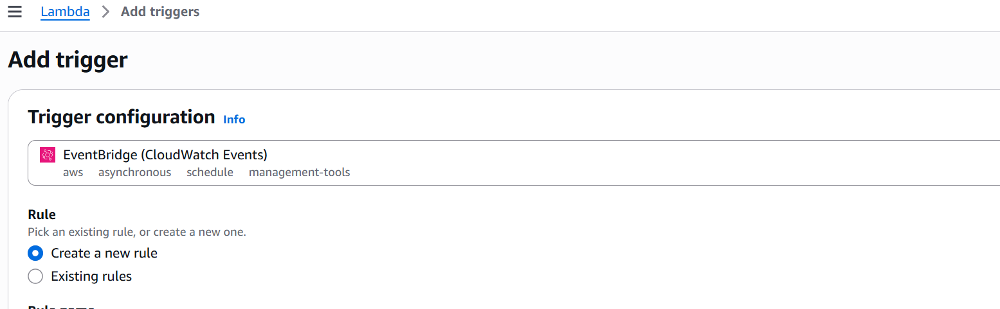 Lambda > Add triggers
Add trigger
Trigger configuration Info
EventBridge (CloudWatch Events)
aws asynchronous schedule management-tools
Rule
Pick an existing rule, or create a new one.
Create a new rule
Existing rules